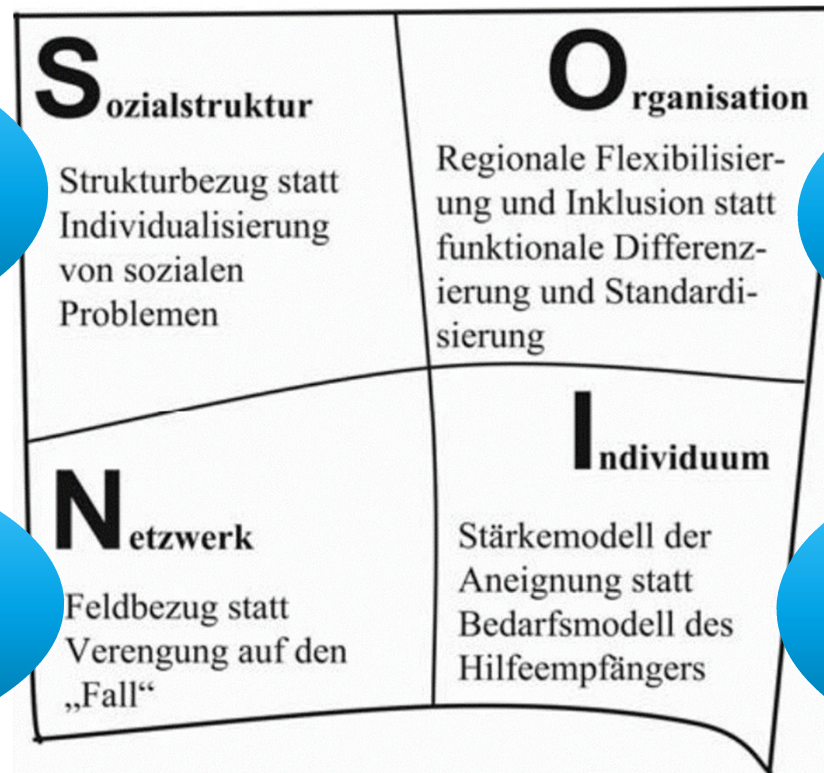 Sozialstruktur
Strukturbezug statt
Individualisierung
von sozialen
Problemen
Organisation
Regionale Flexibilisier-
ung und Inklusion statt
funktionale Differenz-
ierung und Standardi-
sierung
Netzwerk
Feldbezug statt
Verengung auf den
„Fall“
Individuum
Stärkemodell der
Aneignung statt
Bedarfsmodell des
Hilfeempfängers